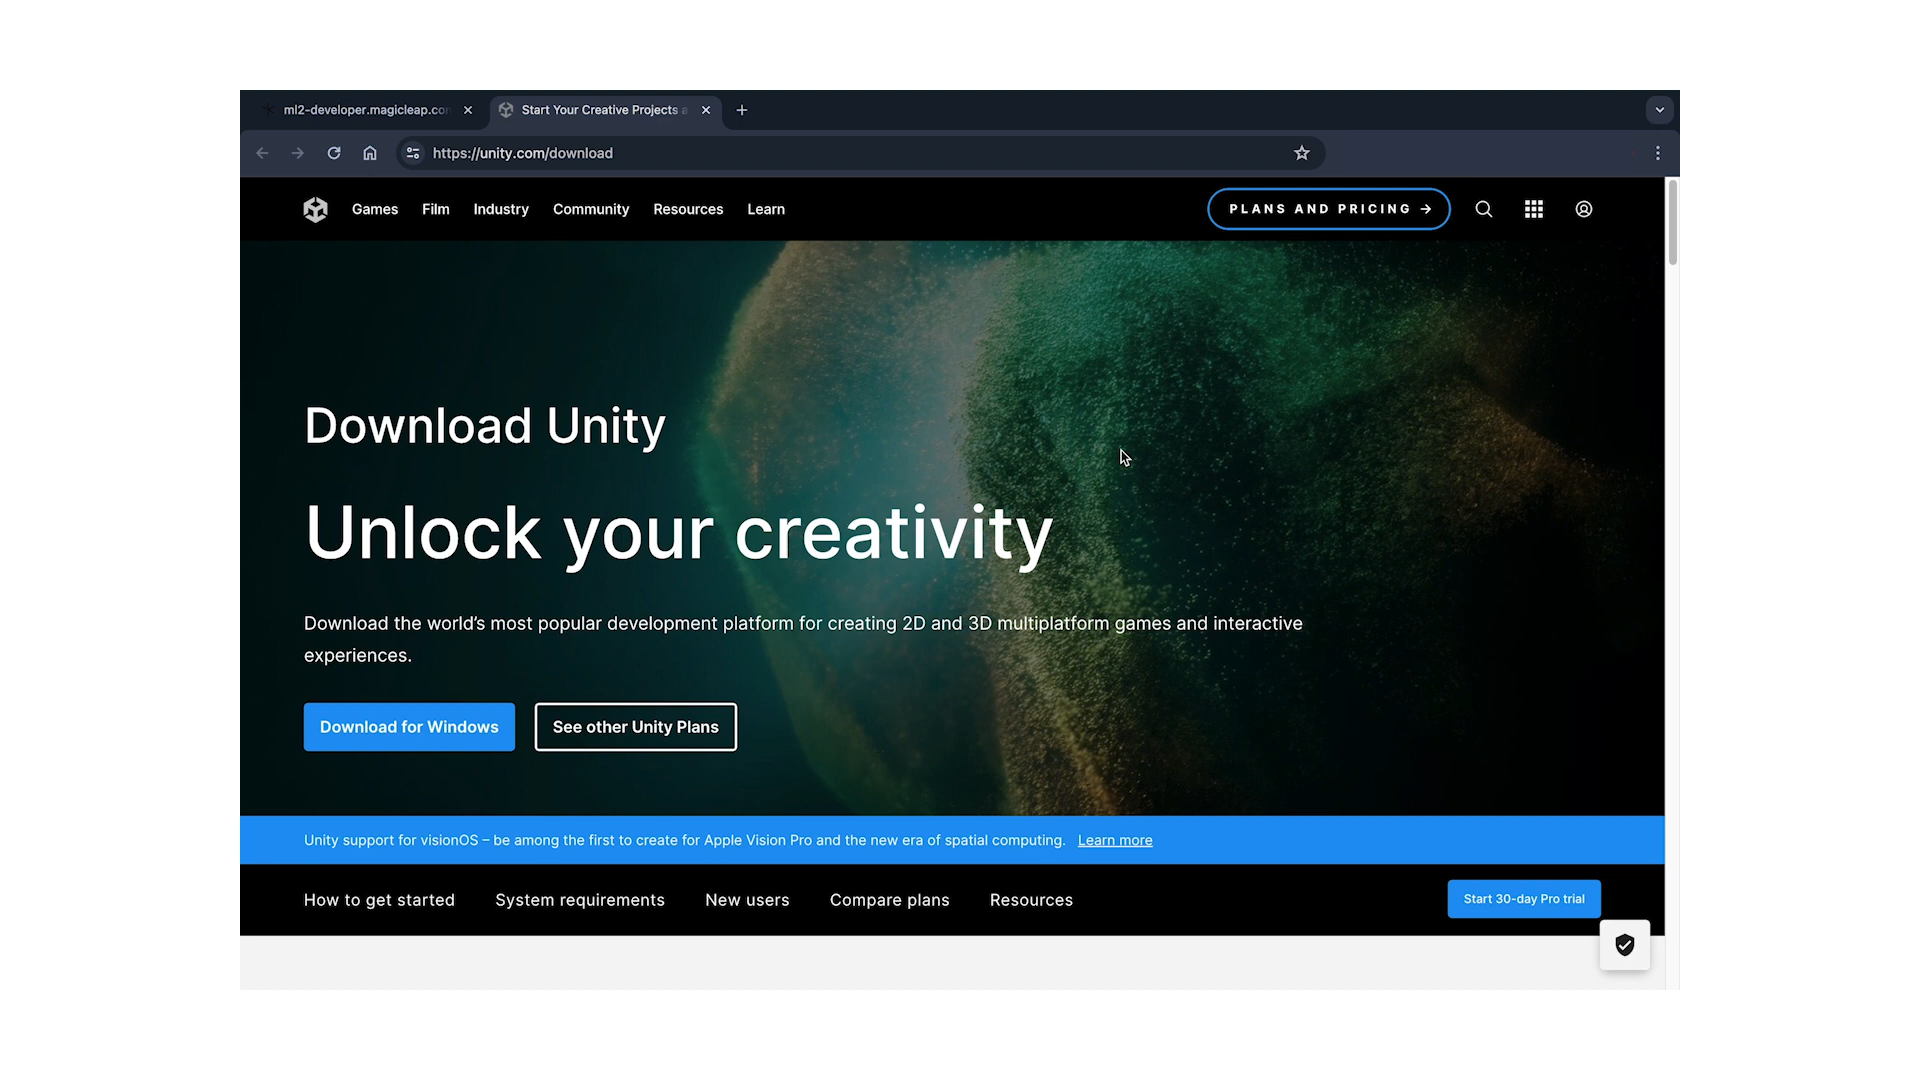 ml2-developer.magicleap.com
Start Your Creative Projects a
https://unity.com/download
Games Film Industry Community Resources Learn
PLANS AND PRICING →
Download Unity
Unlock your creativity
Download the world’s most popular development platform for creating 2D and 3D multiplatform games and interactive
experiences.
Download for Windows See other Unity Plans
Unity support for visionOS – be among the first to create for Apple Vision Pro and the new era of spatial computing. Learn more
How to get started System requirements New users Compare plans Resources
Start 30-day Pro trial